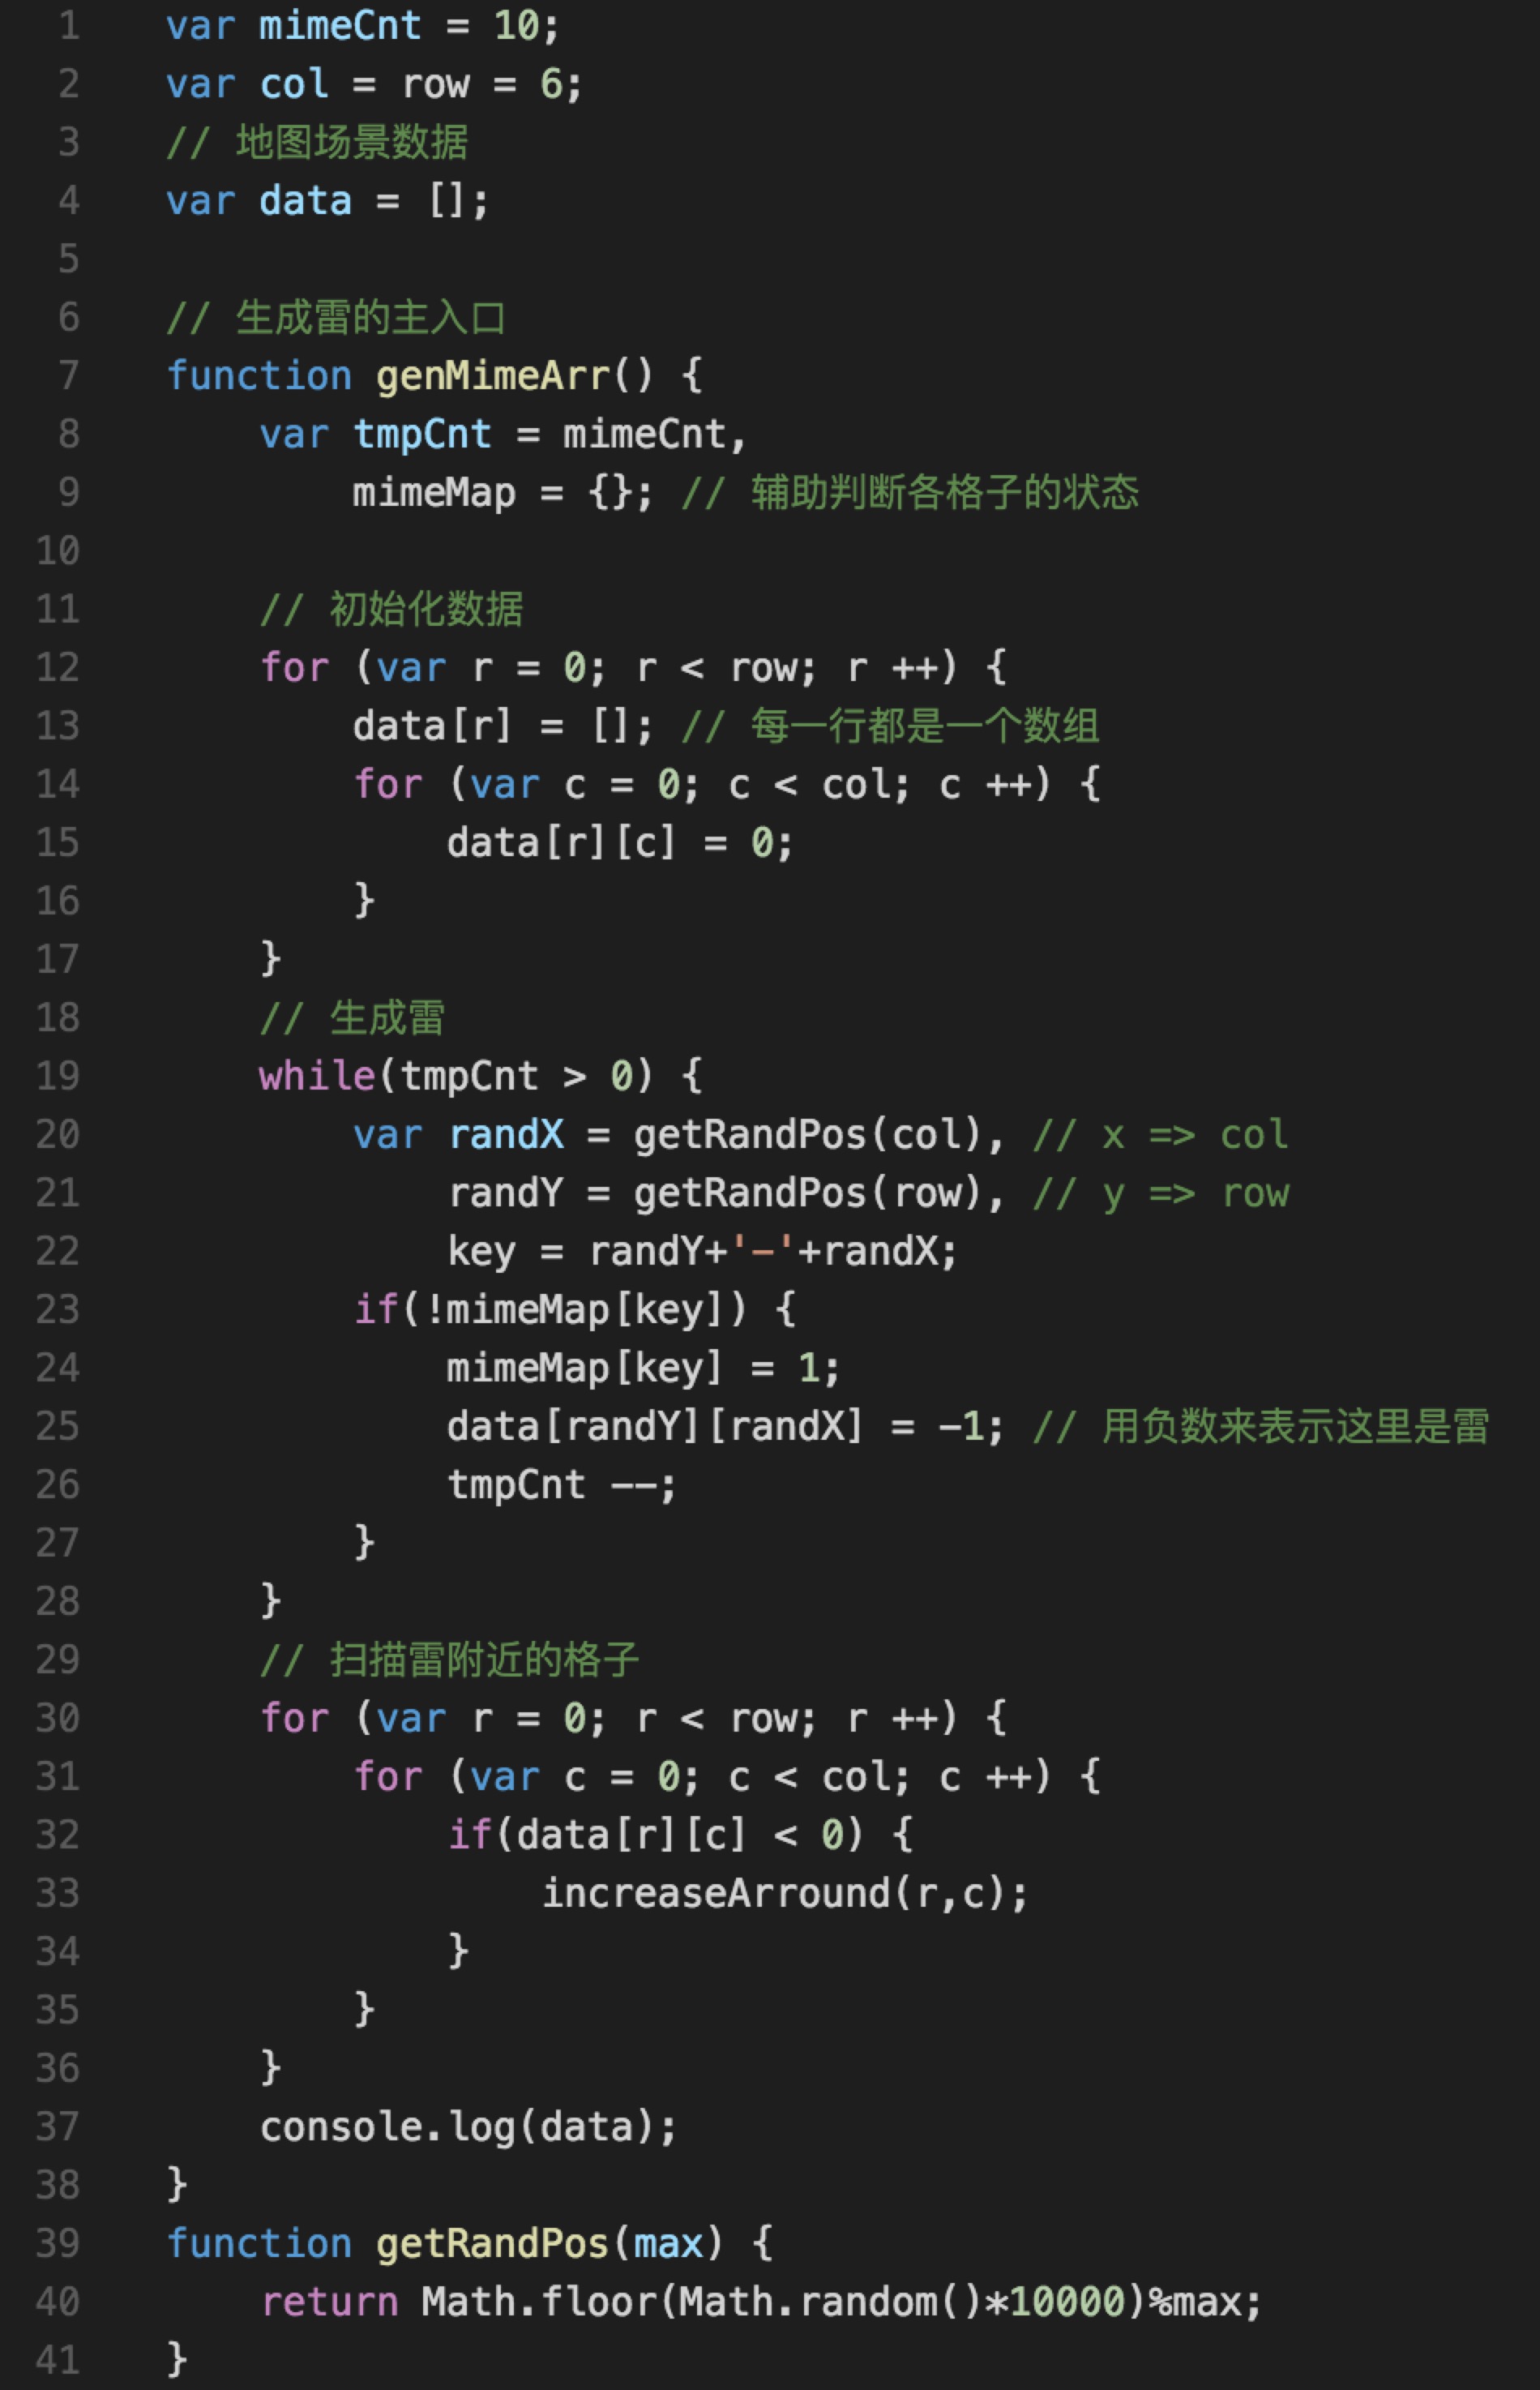 1 var mimeCnt = 10;
2 var col = row = 6;
3 // 地图场景数据
4 var data = [];
5
6 // 生成雷的主入口
7 function genMimeArr() {
8     var tmpCnt = mimeCnt,
9         mimeMap = {}; // 辅助判断各格子的状态
10
11     // 初始化数据
12     for (var r = 0; r < row; r ++) {
13         data[r] = []; // 每一行都是一个数组
14         for (var c = 0; c < col; c ++) {
15             data[r][c] = 0;
16         }
17     }
18     // 生成雷
19     while(tmpCnt > 0) {
20         var randX = getRandPos(col), // x => col
21             randY = getRandPos(row), // y => row
22             key = randY+'-'+randX;
23         if(!mimeMap[key]) {
24             mimeMap[key] = 1;
25             data[randY][randX] = -1; // 用负数来表示这里是雷
26             tmpCnt --;
27         }
28     }
29     // 扫描雷附近的格子
30     for (var r = 0; r < row; r ++) {
31         for (var c = 0; c < col; c ++) {
32             if(data[r][c] < 0) {
33                 increaseArround(r,c);
34             }
35         }
36     }
37     console.log(data);
38 }
39 function getRandPos(max) {
40     return Math.floor(Math.random()*10000)%max;
41 }